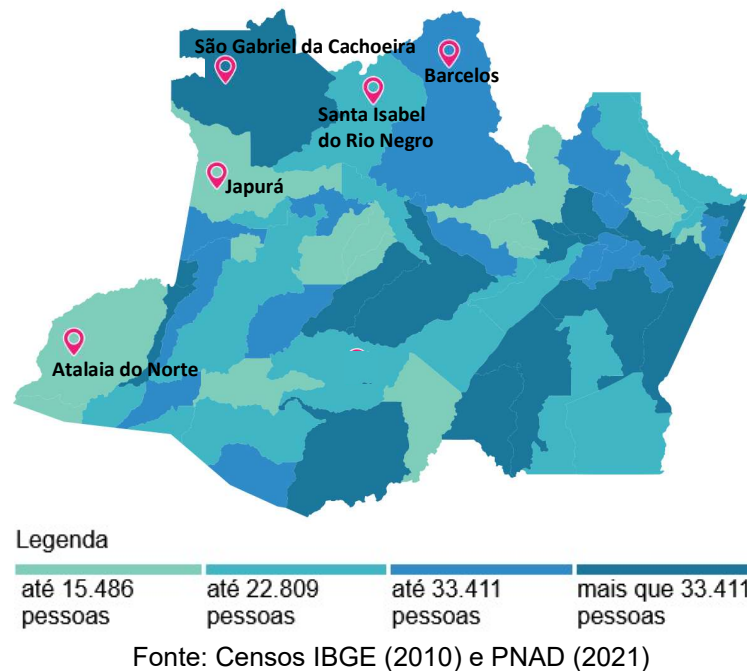 São Gabriel da Cachoeira
Barcelos
Santa Isabel
do Rio Negro
Japurá
Atalaia do Norte
Legenda
até 15.486
pessoas
até 22.809
pessoas
até 33.411
pessoas
mais que 33.411
pessoas
Fonte: Censos IBGE (2010) e PNAD (2021)